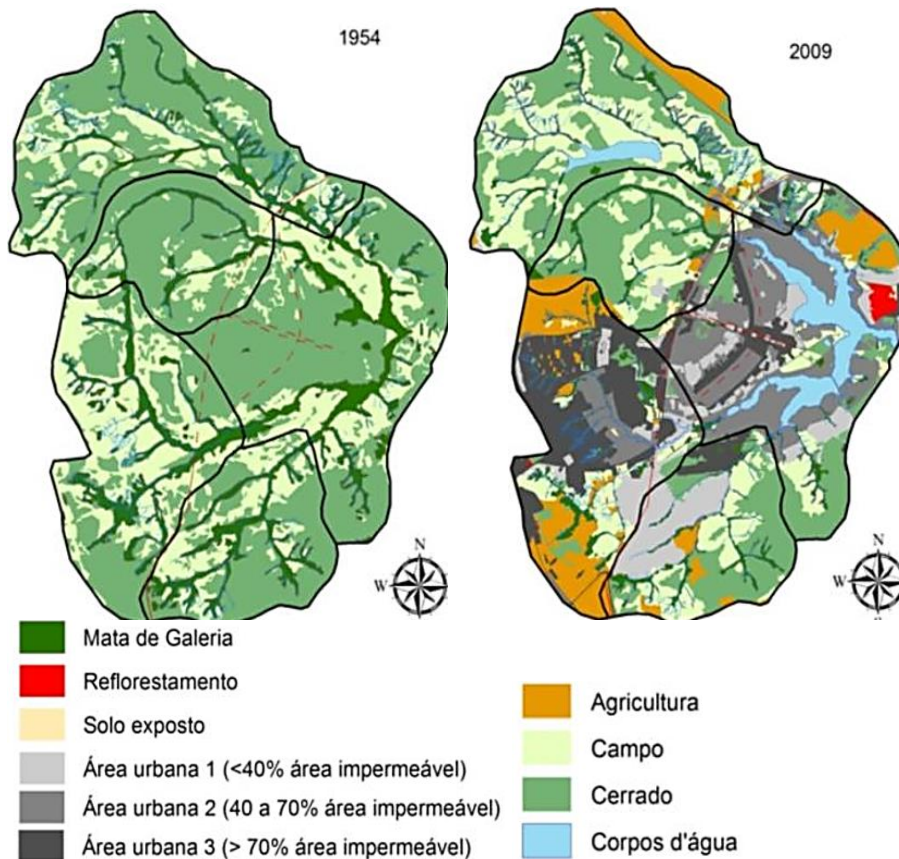 1954
2009
N
W
E
S
N
W
E
Mata de Galeria
Reflorestamento
Solo exposto
Área urbana 1 (<40% área impermeável)
Área urbana 2 (40 a 70% área impermeável)
Área urbana 3 (> 70% área impermeável)
Agricultura
Campo
Cerrado
Corpos d'água